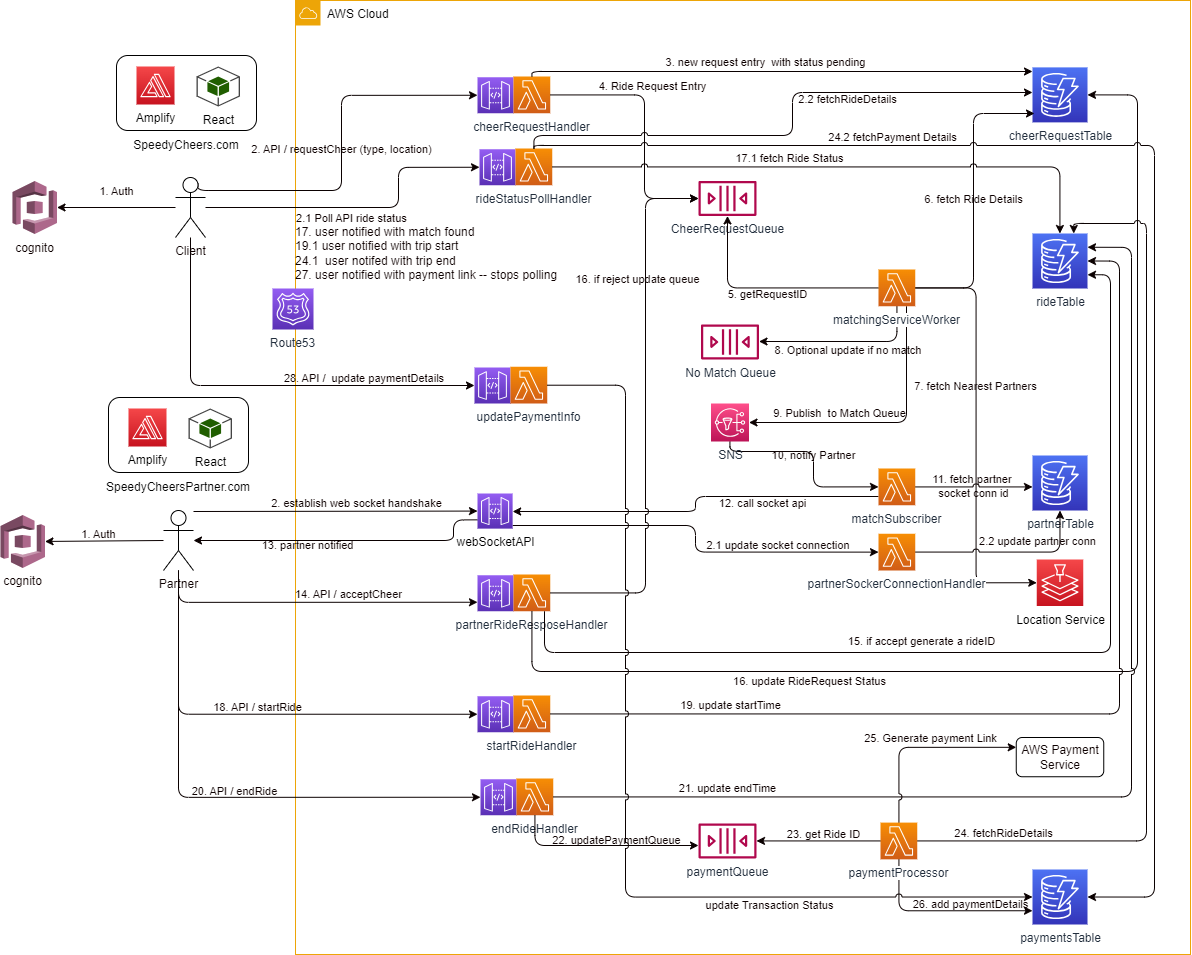 AWS Cloud
Amplify
React
SpeedyCheers.com
3. new request entry  with status pending
4. Ride Request Entry
2.2 fetchRideDetails
cheerRequestHandler
cheerRequestTable
24.2 fetchPayment Details
2. API / requestCheer (type, location)
17.1 fetch Ride Status
1. Auth
rideStatusPollHandler
6. fetch Ride Details
cognito
Client
2.1 Poll API ride status
17. user notified with match found
19.1 user notified with trip start
24.1  user notifed with trip end
27. user notified with payment link -- stops polling
CheerRequestQueue
16. if reject update queue
5. getRequestID
rideTable
53
Route53
matchingServiceWorker
8. Optional update if no match
No Match Queue
28. API /  update paymentDetails
7. fetch Nearest Partners
updatePaymentInfo
9. Publish  to Match Queue
Amplify
React
SpeedyCheersPartner.com
SNS
10, notify Partner
11. fetch partner
socket conn id
2. establish web socket handshake
12. call socket api
matchSubscriber
partnerTable
1. Auth
13. partner notified
webSocketAPI
2.1 update socket connection
2.2 update partner conn
cognito
Partner
partnerSockerConnectionHandler
14. API / acceptCheer
Location Service
partnerRideResposeHandler
15. if accept generate a rideID
16. update RideRequest Status
18. API / startRide
19. update startTime
startRideHandler
25. Generate payment Link
AWS Payment
Service
20. API / endRide
21. update endTime
endRideHandler
22. updatePaymentQueue
23. get Ride ID
24. fetchRideDetails
paymentQueue
paymentProcessor
update Transaction Status
26. add paymentDetails
paymentsTable